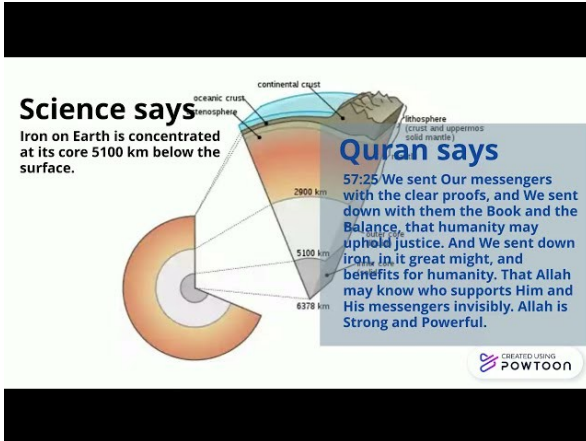 Science says
Iron on Earth is concentrated
at its core 5100 km below the
surface.
continental crust
oceanic crust
lithosphere
(crust and uppermos
solid mantle)
2900 km
5100 km
6378 km
Quran says
57:25 We sent Our messengers
with the clear proofs, and We sent
down with them the Book and the
Balance, that humanity may
uphold justice. And We sent down
iron, in it great might, and
benefits for humanity. That Allah
may know who supports Him and
His messengers invisibly. Allah is
Strong and Powerful.
outer core
CREATED USING
POWTOON